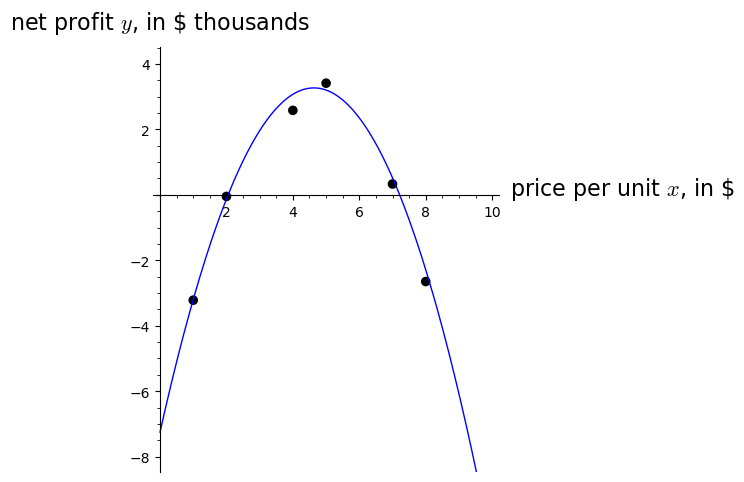 net profit y, in $ thousands
4
2
price per unit x, in $
2 4 6 8 10
−2
−4
−6
−8